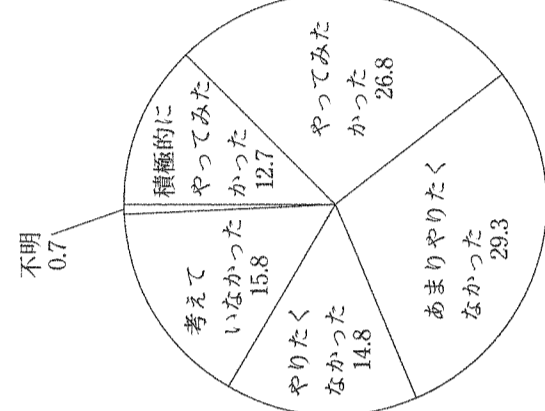 不明
0.7
積極的に
やってみた
かった
12.7
やってみた
かった
26.8
あまりやりたく
なかった
29.3
やりたく
なかった
14.8
考えて
いなかった
15.8